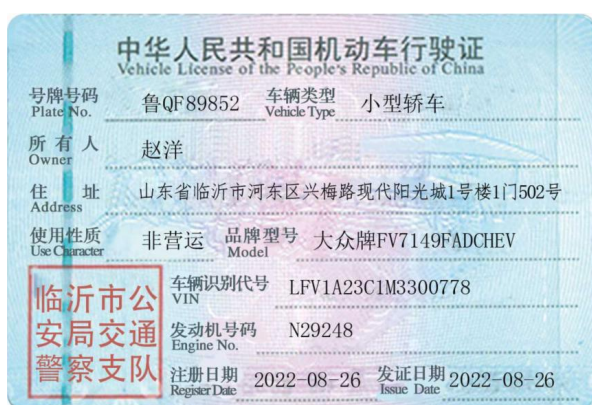 中华人民共和国机动车行驶证
Vehicle License of the People's Republic of China
号牌号码 鲁QF89852 车辆类型 小型轿车
Plate No. Vehicle Type
所有人 赵洋
Owner
住址 山东省临沂市河东区兴梅路现代阳光城1号楼1门502号
Address
使用性质 非营运 品牌型号 大众牌FV7149FADCHEV
Use Character Model
临沂市公
安局交通
警察支队
车辆识别代号 LFV1A23C1M3300778
VIN
发动机号码 N29248
Engine No.
注册日期 2022-08-26 发证日期 2022-08-26
Register Date Issue Date